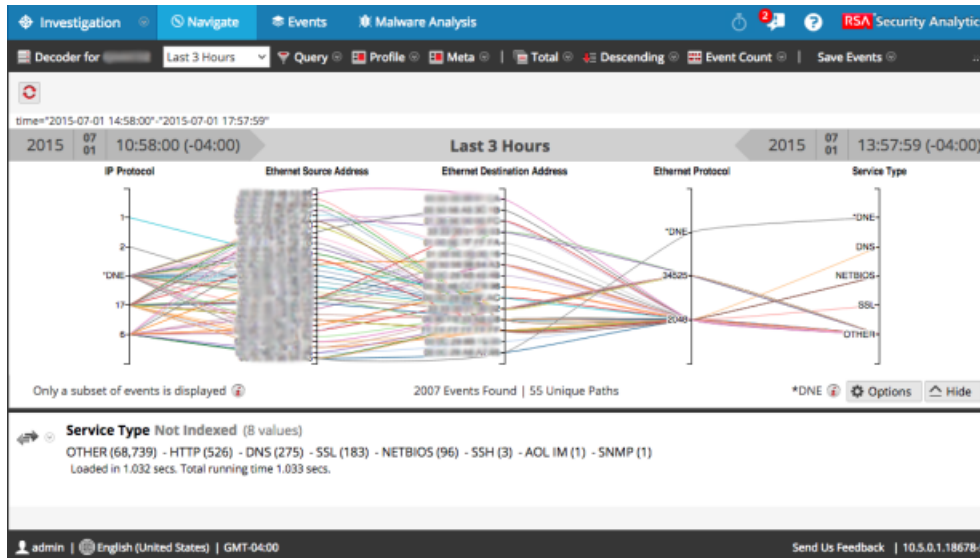 Investigation Navigate Events Malware Analysis 2 ? RSA Security Analytic
Decoder for Last 3 Hours Query Profile Meta | Total Descending Event Count | Save Events ...
time="2015-07-01 14:58:00"-"2015-07-01 17:57:59"
2015 07 01 10:58:00 (-04:00) Last 3 Hours 2015 07 01 13:57:59 (-04:00)
IP Protocol Ethernet Source Address Ethernet Destination Address Ethernet Protocol Service Type
1
2
*DNE
17
6
*DNE
34525
2048
*DNE
DNS
NETBIOS
SSL
OTHER
Only a subset of events is displayed 2007 Events Found | 55 Unique Paths *DNE Options Hide
Service Type Not Indexed (8 values)
OTHER (68,739) - HTTP (526) - DNS (275) - SSL (183) - NETBIOS (96) - SSH (3) - AOL IM (1) - SNMP (1)
Loaded in 1.032 secs. Total running time 1.033 secs.
admin | English (United States) | GMT-04:00 Send Us Feedback | 10.5.0.1.18628-